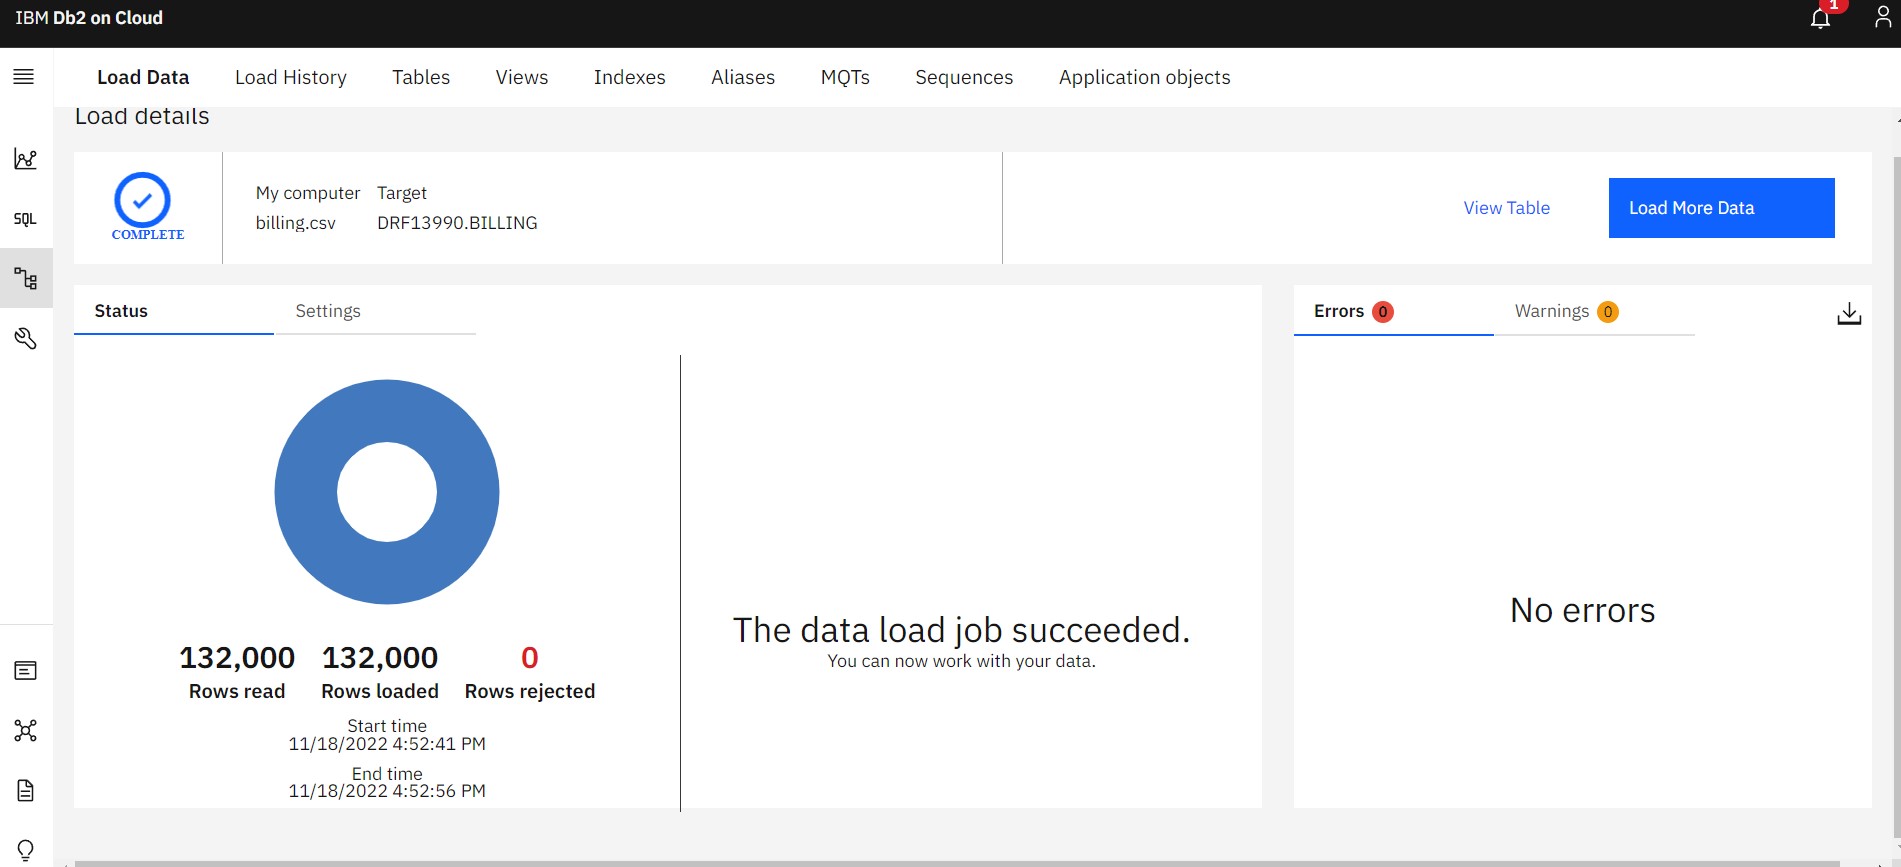 IBM Db2 on Cloud
1
Load Data Load History Tables Views Indexes Aliases MQTs Sequences Application objects
Load details
SQL
COMPLETE
My computer Target
billing.csv DRF13990.BILLING
View Table
Load More Data
Status Settings
Errors 0 Warnings 0
132,000 132,000 0
Rows read Rows loaded Rows rejected
Start time
11/18/2022 4:52:41 PM
End time
11/18/2022 4:52:56 PM
The data load job succeeded.
You can now work with your data.
No errors